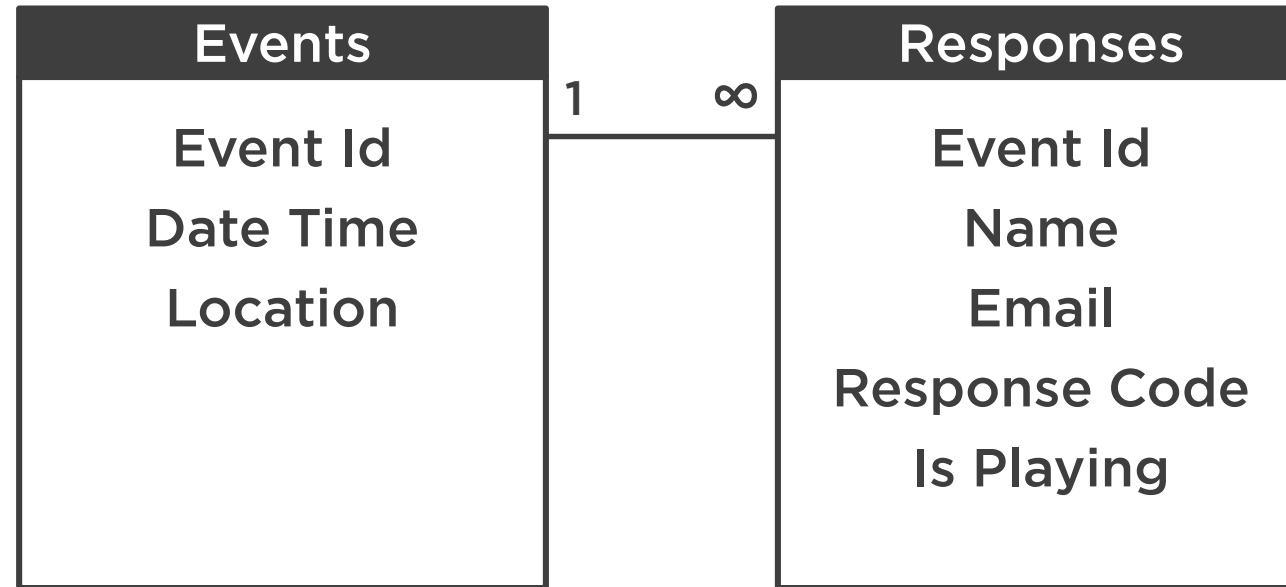 Events
Event Id
Date Time
Location
1 ∞
Responses
Event Id
Name
Email
Response Code
Is Playing